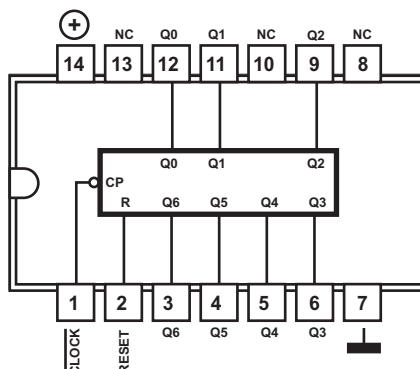 +
NC Q0 Q1 NC Q2 NC
14 13 12 11 10 9 8
Q0 Q1 Q2
CP
R Q6 Q5 Q4 Q3
1 2 3 4 5 6 7
CLOCK RESET Q6 Q5 Q4 Q3